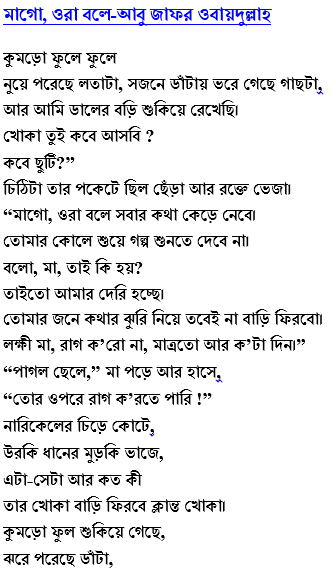 মাগো, ওরা বলে-আবু জাফর ওবায়দুল্লাহ
কুমড়ো ফুলে ফুলে
নুয়ে পরেছে লতাটা, সজনে ডাঁটায় ভরে গেছে গাছটা,
আর আমি ডালের বড়ি শুকিয়ে রেখেছি।
খোকা তুই কবে আসবি ?
কবে ছুটি?”
চিঠিটা তার পকেটে ছিল ছেঁড়া আর রক্তে ভেজা।
“মাগো, ওরা বলে সবার কথা কেড়ে নেবে।
তোমার কোলে শুয়ে গল্প শুনতে দেবে না।
বলো, মা, তাই কি হয়?
তাইতো আমার দেরি হচ্ছে।
তোমার জনে কথার ঝুরি নিয়ে তবেই না বাড়ি ফিরবো।
লক্ষী মা, রাগ ক’রো না, মাত্রতো আর ক’টা দিন।”
“পাগল ছেলে,” মা পড়ে আর হাসে,
“তোর ওপরে রাগ ক’রতে পারি !”
নারিকেলের চিড়ে কোটে,
উরকি ধানের মুড়কি ভাজে,
এটা-সেটা আর কত কী
তার খোকা বাড়ি ফিরবে ক্লান্ত খোকা।
কুমড়ো ফুল শুকিয়ে গেছে,
ঝরে পরেছে ডাঁটা,